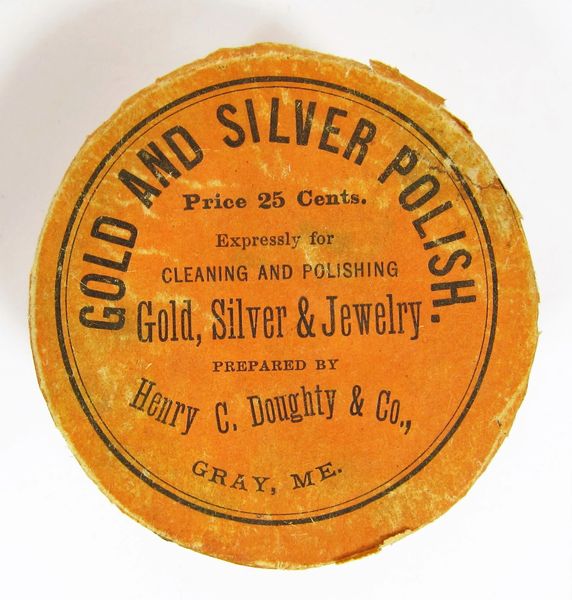 GOLD AND SILVER POLISH.
Price 25 Cents.
Expressly for
CLEANING AND POLISHING
Gold, Silver & Jewelry
PREPARED BY
Henry C. Doughty & Co.,
GRAY, ME.